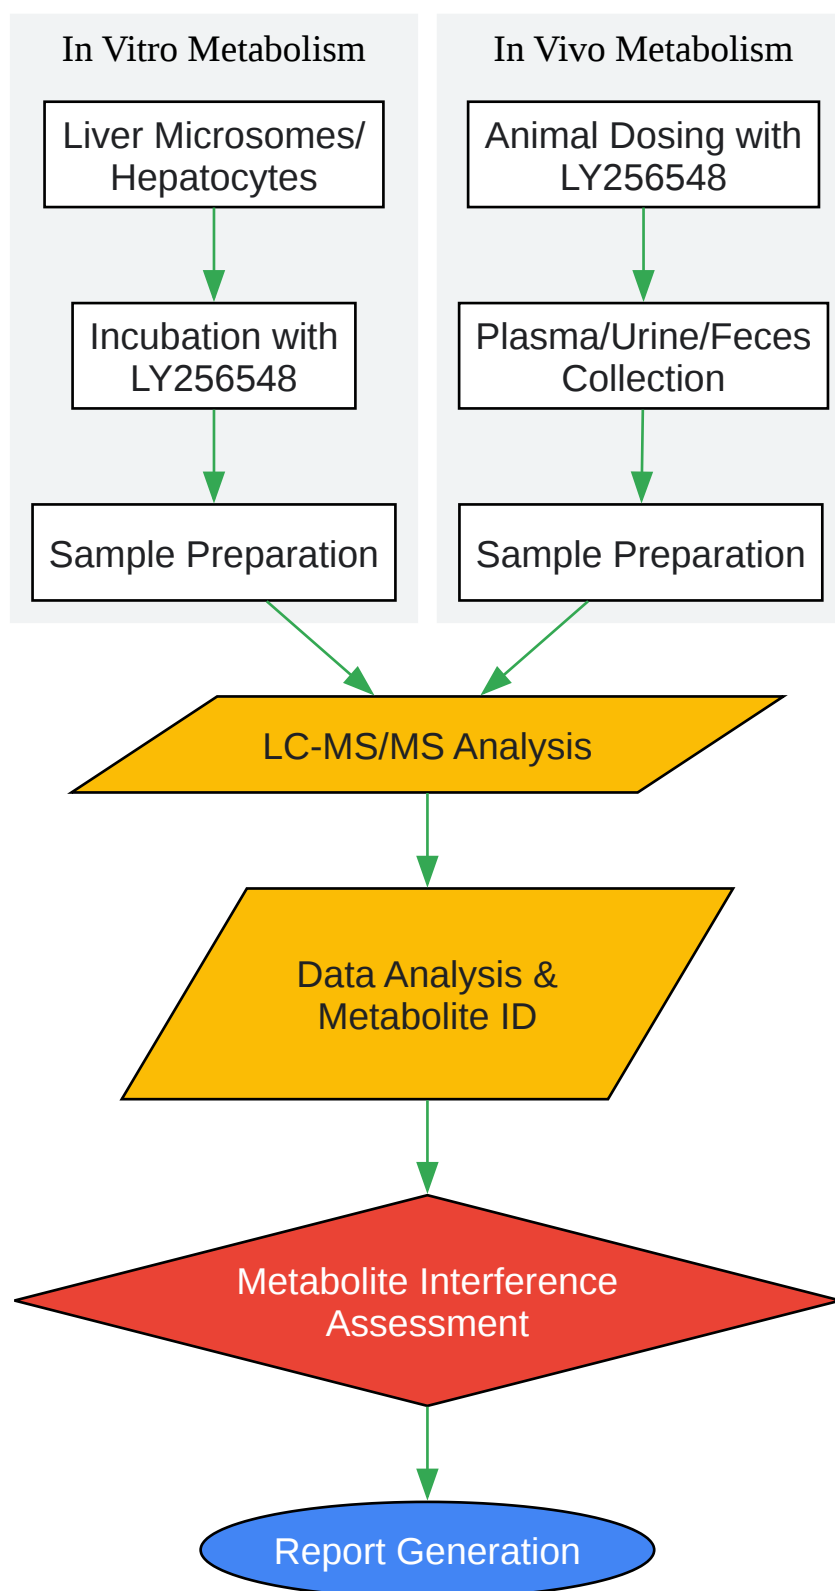 In Vitro Metabolism
Liver Microsomes/
Hepatocytes
Incubation with
LY256548
Sample Preparation
In Vivo Metabolism
Animal Dosing with
LY256548
Plasma/Urine/Feces
Collection
Sample Preparation
LC-MS/MS Analysis
Data Analysis &
Metabolite ID
Metabolite Interference
Assessment
Report Generation